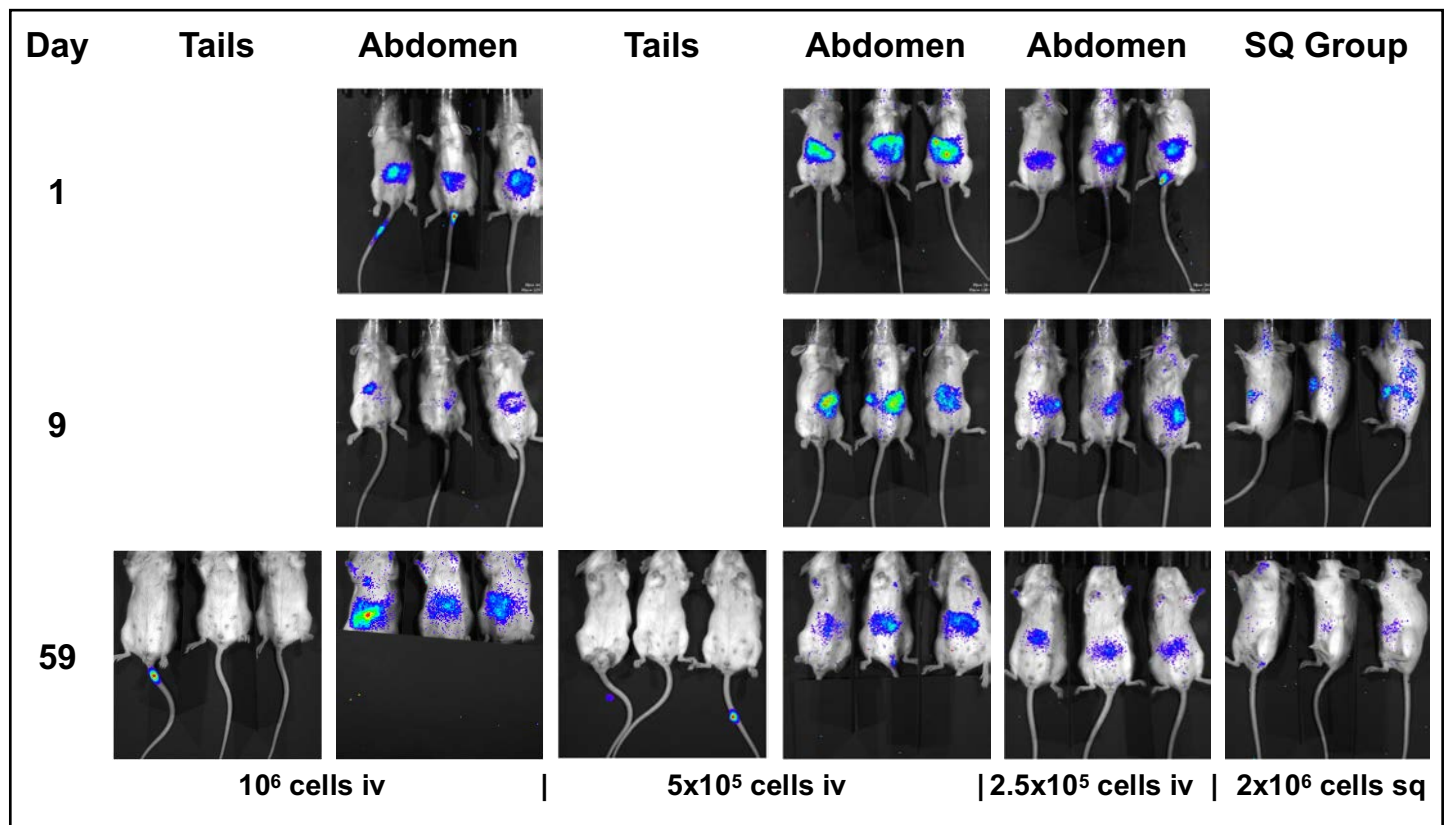 Day Tails Abdomen Tails Abdomen Abdomen SQ Group
1
9
59
10⁶ cells iv | 5x10⁵ cells iv | 2.5x10⁵ cells iv | 2x10⁶ cells sq